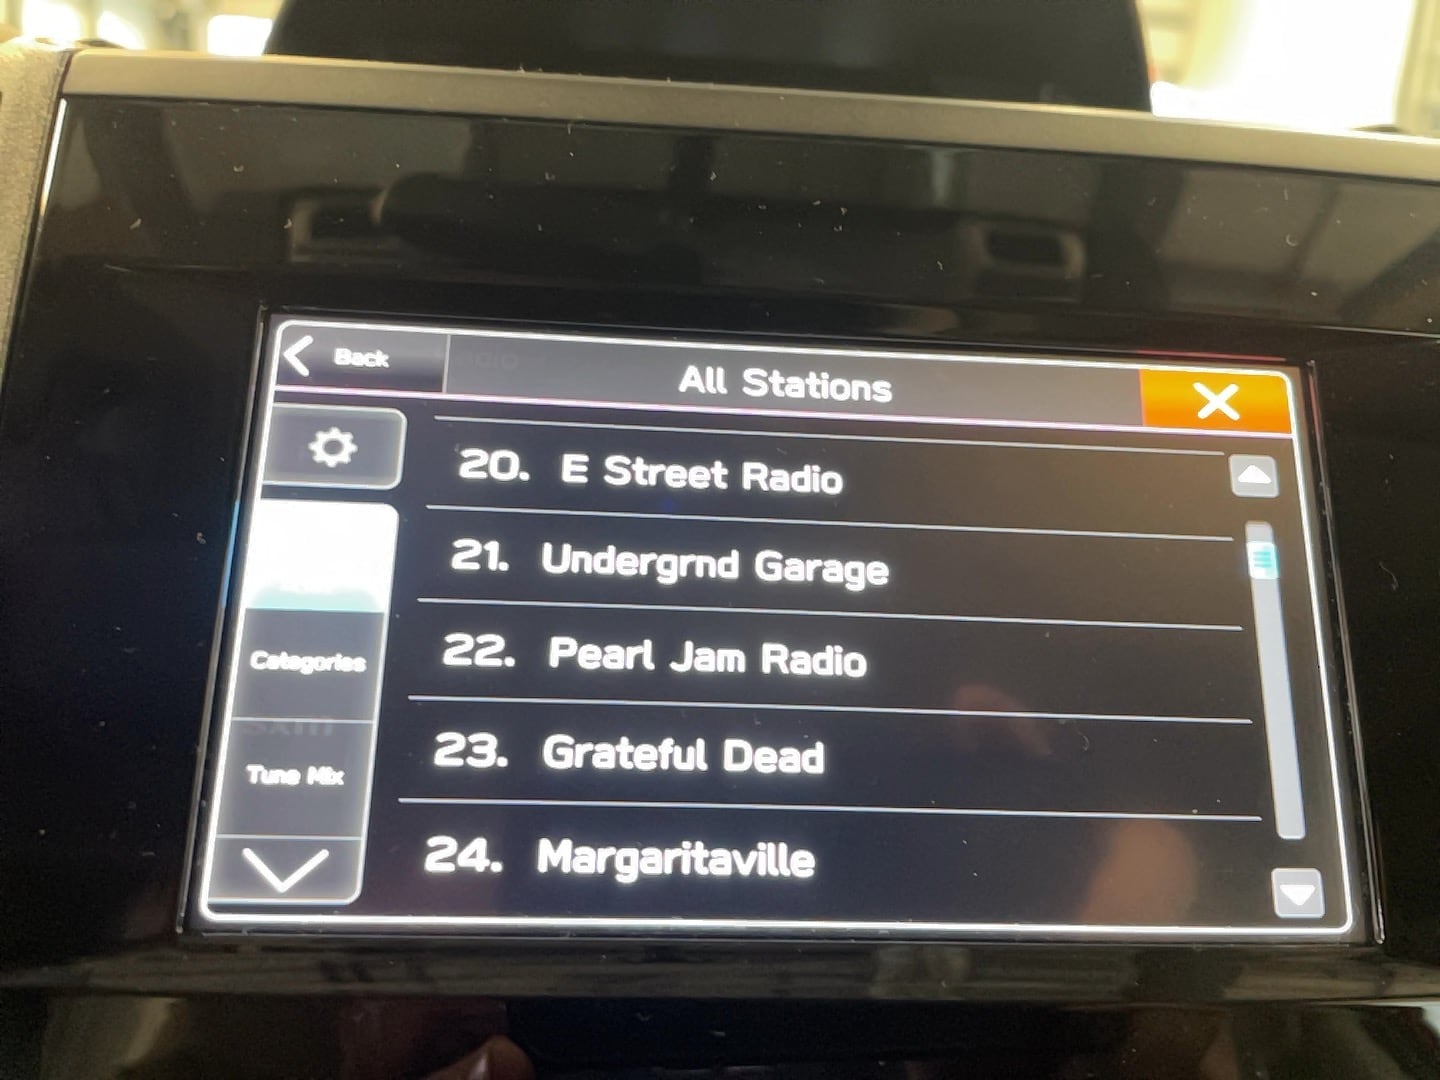 Back
All Stations
20. E Street Radio
21. Undergrnd Garage
22. Pearl Jam Radio
23. Grateful Dead
24. Margaritaville
Categories
Tune Mix